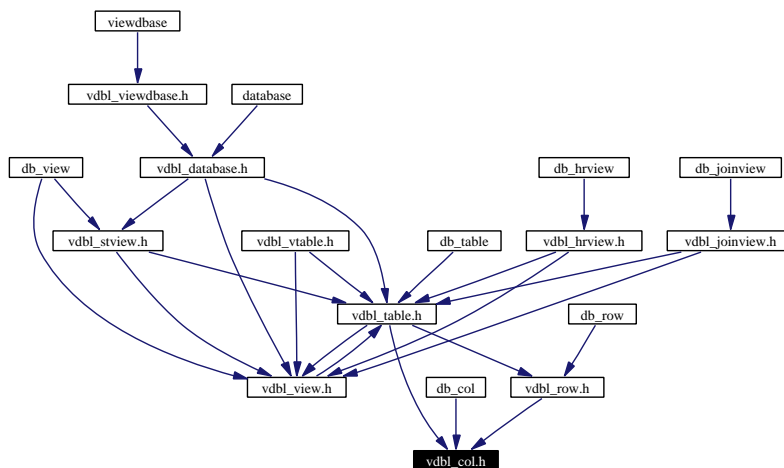 viewdbase
vdbl_viewdbase.h
database
db_view
vdbl_database.h
db_hrview
db_joinview
vdbl_stview.h
vdbl_vtable.h
db_table
vdbl_hrview.h
vdbl_joinview.h
vdbl_table.h
db_row
vdbl_view.h
db_col
vdbl_row.h
vdbl_col.h